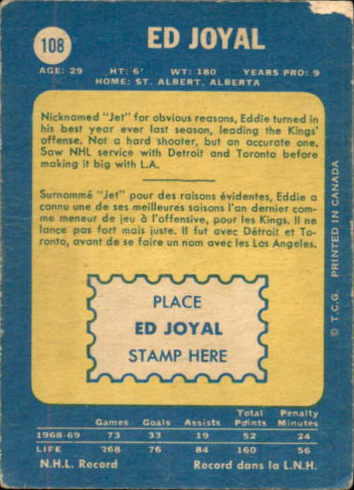 108
ED JOYAL
AGE: 29 HT: 6' WT: 180 YEARS PRO: 9
HOME: ST. ALBERT, ALBERTA
Nicknamed "Jet" for obvious reasons, Eddie turned in
his best year ever last season, leading the Kings'
offense. Not a hard shooter, but an accurate one.
Saw NHL service with Detroit and Toronto before
making it big with L.A.
Surnommé "Jet" pour des raisons évidentes, Eddie a
connu une de ses meilleures saisons l'an dernier com-
me meneur de jeu à l'offensive, pour les Kings. Il ne
lance pas fort mais juste. Il fut avec Détroit et To-
ronto, avant de se faire un nom avec les Los Angeles.
PLACE
ED JOYAL
STAMP HERE
© T.C.G. PRINTED IN CANADA
Games Goals Assists Total Points Penalty Minutes
1968-69 73 33 19 52 24
LIFE 268 76 84 160 56
N.H.L. Record Record dans la L.N.H.